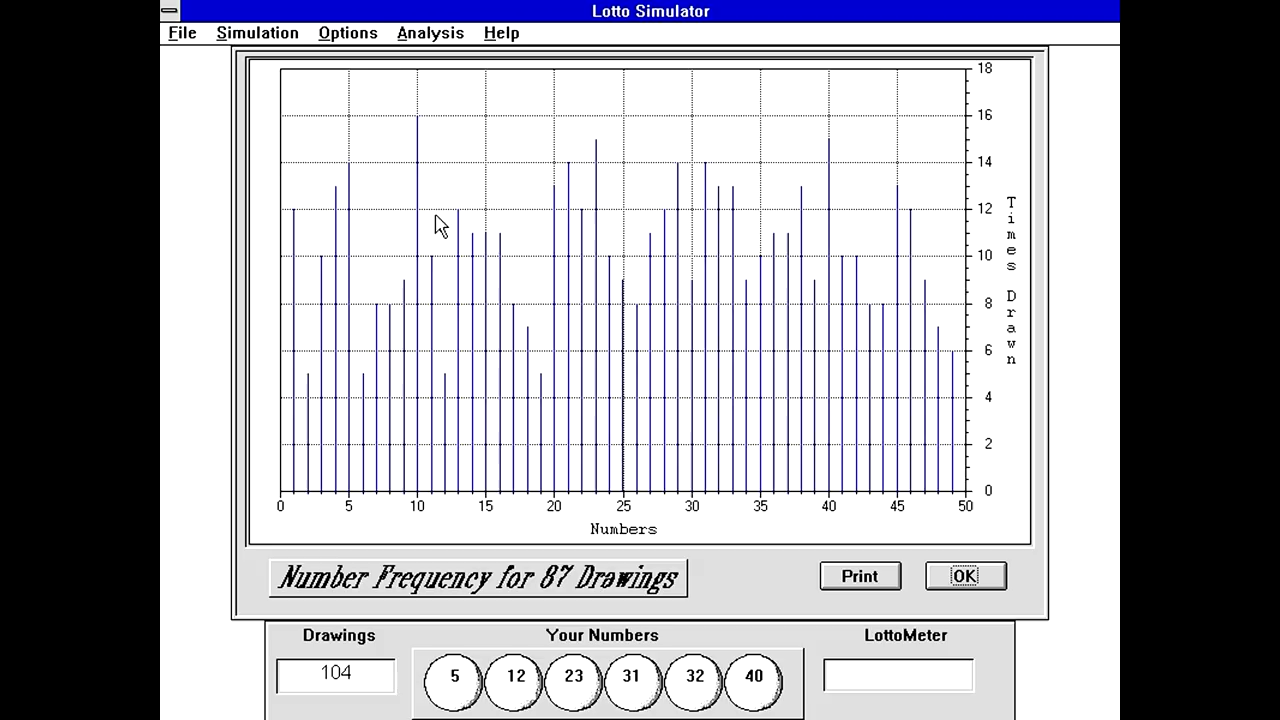 Lotto Simulator
File Simulation Options Analysis Help
18
16
14
12
10
8
6
4
2
0
Times Drawn
0 5 10 15 20 25 30 35 40 45 50
Numbers
Number Frequency for 87 Drawings
Print OK
Drawings Your Numbers LottoMeter
104 5 12 23 31 32 40